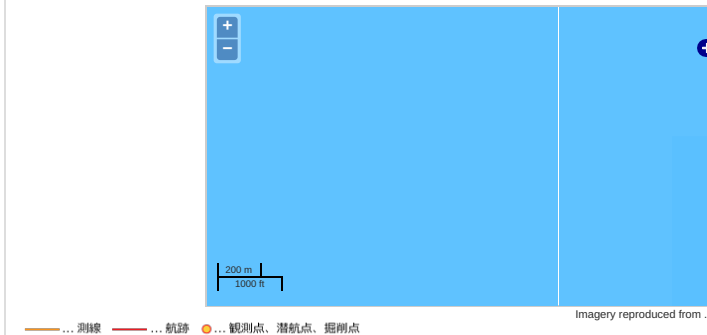 +
−
200 m
1000 ft
Imagery reproduced from .
... 測線 ... 航跡 ... 観測点、潜航点、掘削点